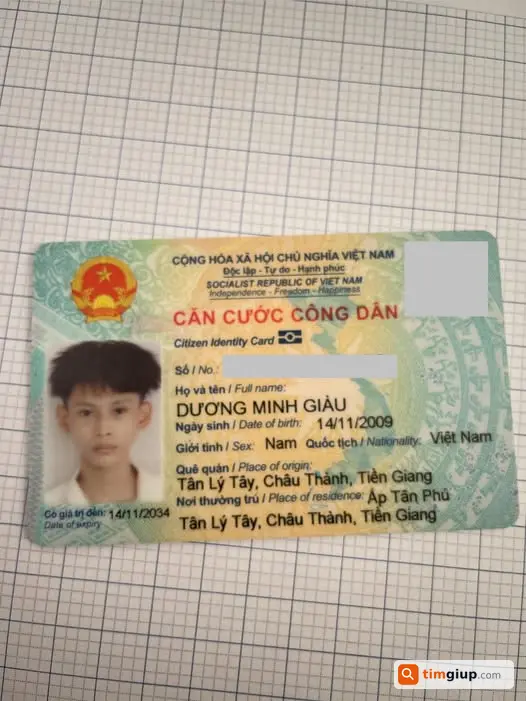 CỘNG HÒA XÃ HỘI CHỦ NGHĨA VIỆT NAM
Độc lập - Tự do - Hạnh phúc
SOCIALIST REPUBLIC OF VIET NAM
Independence - Freedom - Happiness
CĂN CƯỚC CÔNG DÂN
Citizen Identity Card
Số / No.:
Họ và tên / Full name:
DƯƠNG MINH GIÀU
Ngày sinh / Date of birth: 14/11/2009
Giới tính / Sex: Nam Quốc tịch / Nationality: Việt Nam
Quê quán / Place of origin:
Tân Lý Tây, Châu Thành, Tiền Giang
Nơi thường trú / Place of residence: Ấp Tân Phú
Tân Lý Tây, Châu Thành, Tiền Giang
Có giá trị đến: 14/11/2034
Date of expiry
timgiup.com